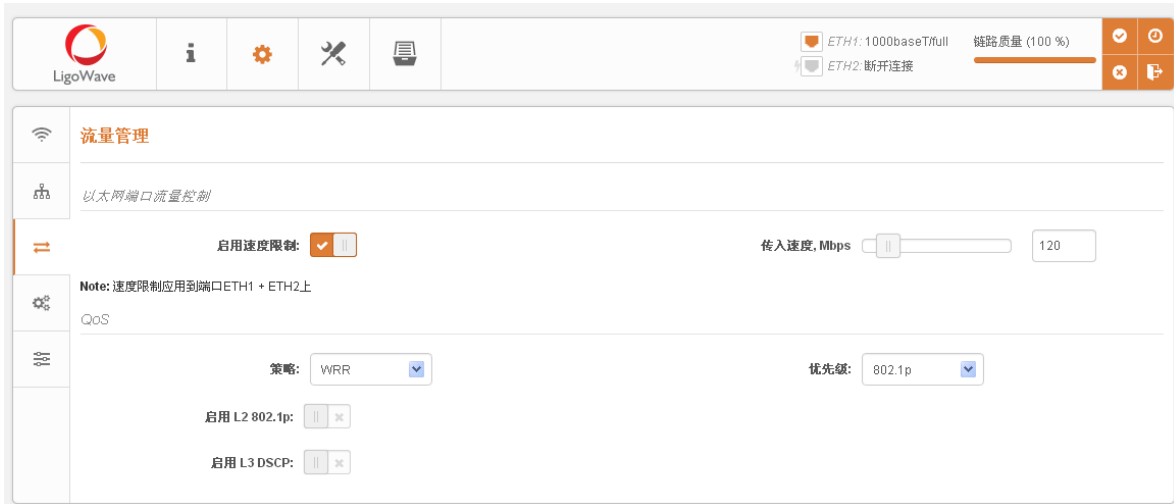 LigoWave
ETH1: 1000baseT/full
链路质量 (100 %)
ETH2: 断开连接
流量管理
以太网端口流量控制
启用速度限制:
传入速度, Mbps
120
Note: 速度限制应用到端口ETH1 + ETH2上
QoS
策略:
WRR
优先级:
802.1p
启用 L2 802.1p:
启用 L3 DSCP: